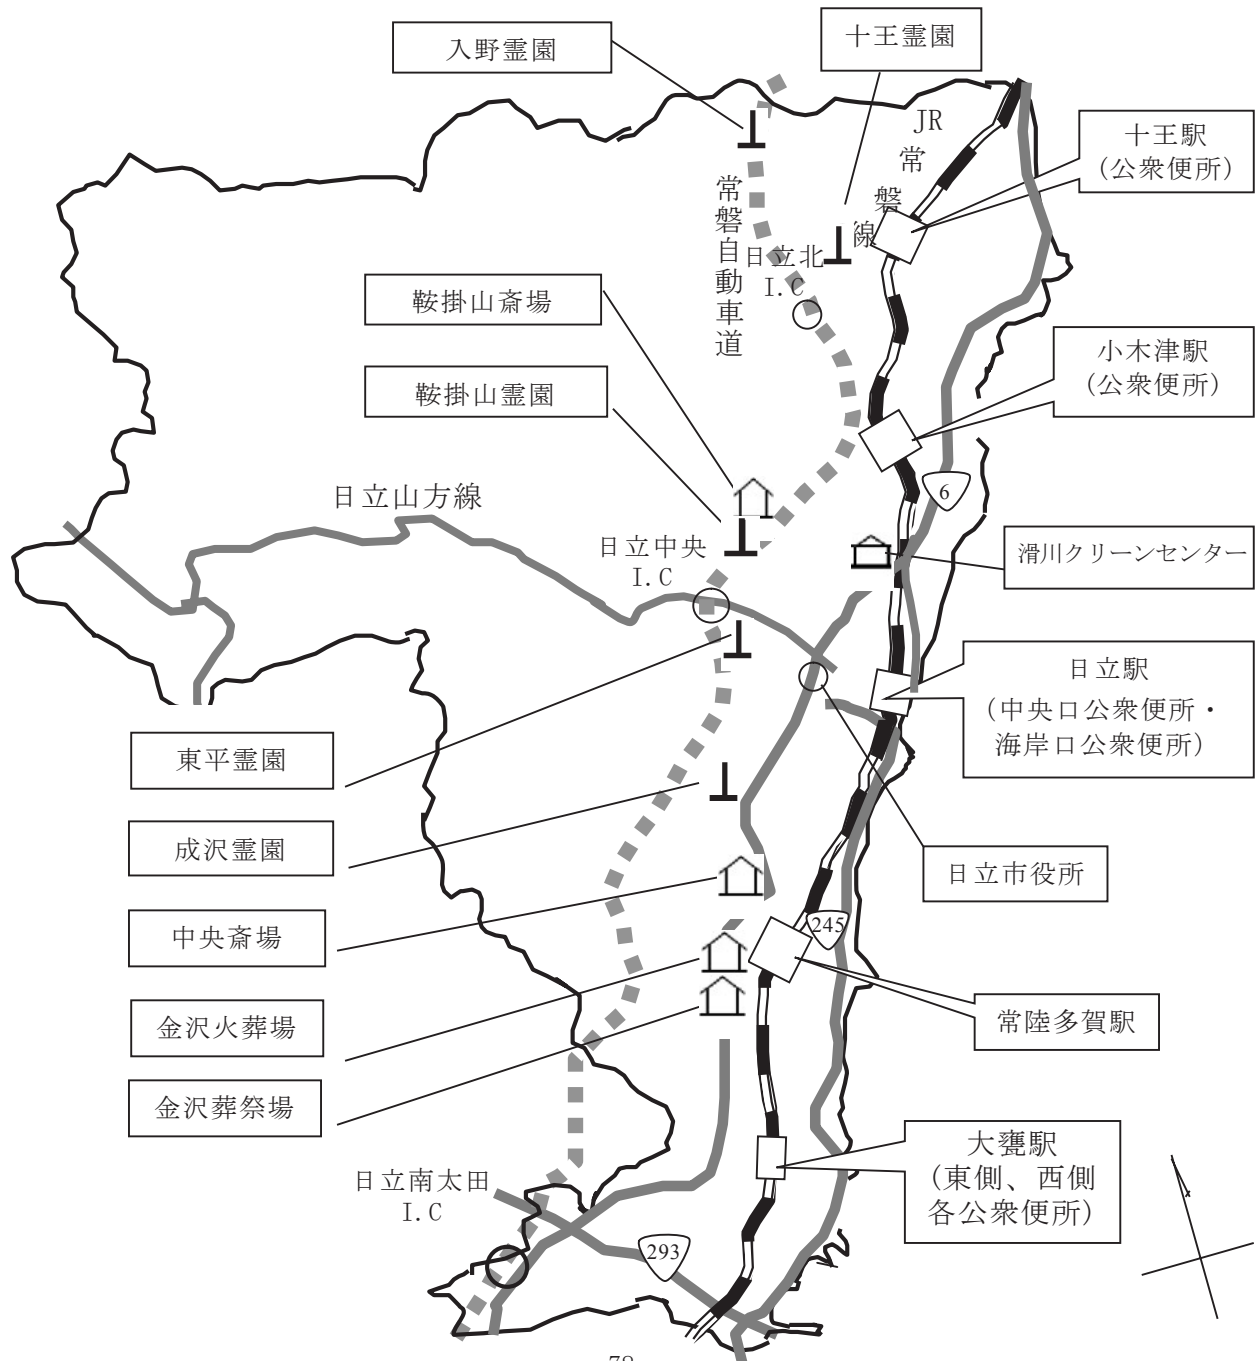 入野霊園
十王霊園
JR
常
磐
線
十王駅
（公衆便所）
常磐自動車道
日立北
I.C
鞍掛山斎場
小木津駅
（公衆便所）
鞍掛山霊園
日立山方線
6
日立中央
I.C
滑川クリーンセンター
日立駅
（中央口公衆便所・
海岸口公衆便所）
東平霊園
成沢霊園
日立市役所
中央斎場
245
金沢火葬場
常陸多賀駅
金沢葬祭場
大甕駅
（東側、西側
各公衆便所）
日立南太田
I.C
293